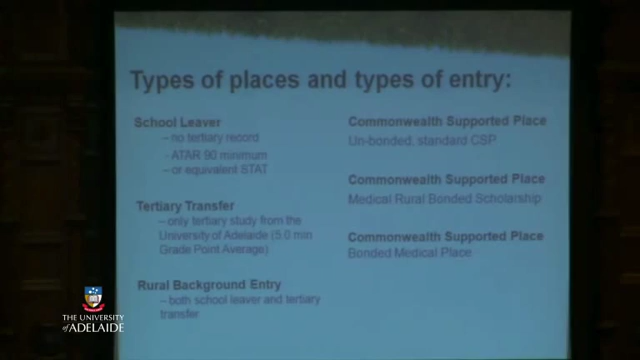 Types of places and types of entry:
School Leaver
– no tertiary record
- ATAR 90 minimum
– or equivalent STAT
Tertiary Transfer
– only tertiary study from the
University of Adelaide (5.0 min
Grade Point Average)
Rural Background Entry
– both school leaver and tertiary
transfer
Commonwealth Supported Place
Un-bonded, standard CSP
Commonwealth Supported Place
Medical Rural Bonded Scholarship
Commonwealth Supported Place
Bonded Medical Place
THE UNIVERSITY
of ADELAIDE